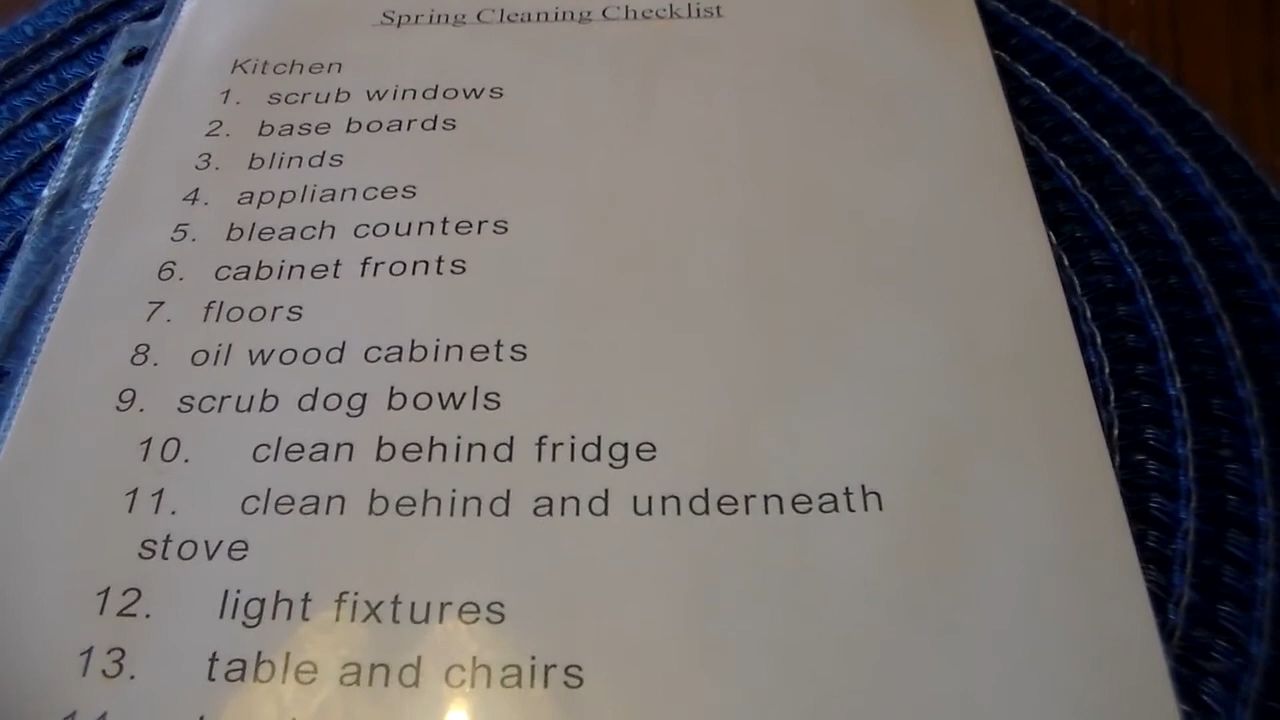 Spring Cleaning Checklist
Kitchen
1. scrub windows
2. base boards
3. blinds
4. appliances
5. bleach counters
6. cabinet fronts
7. floors
8. oil wood cabinets
9. scrub dog bowls
10. clean behind fridge
11. clean behind and underneath
stove
12. light fixtures
13. table and chairs